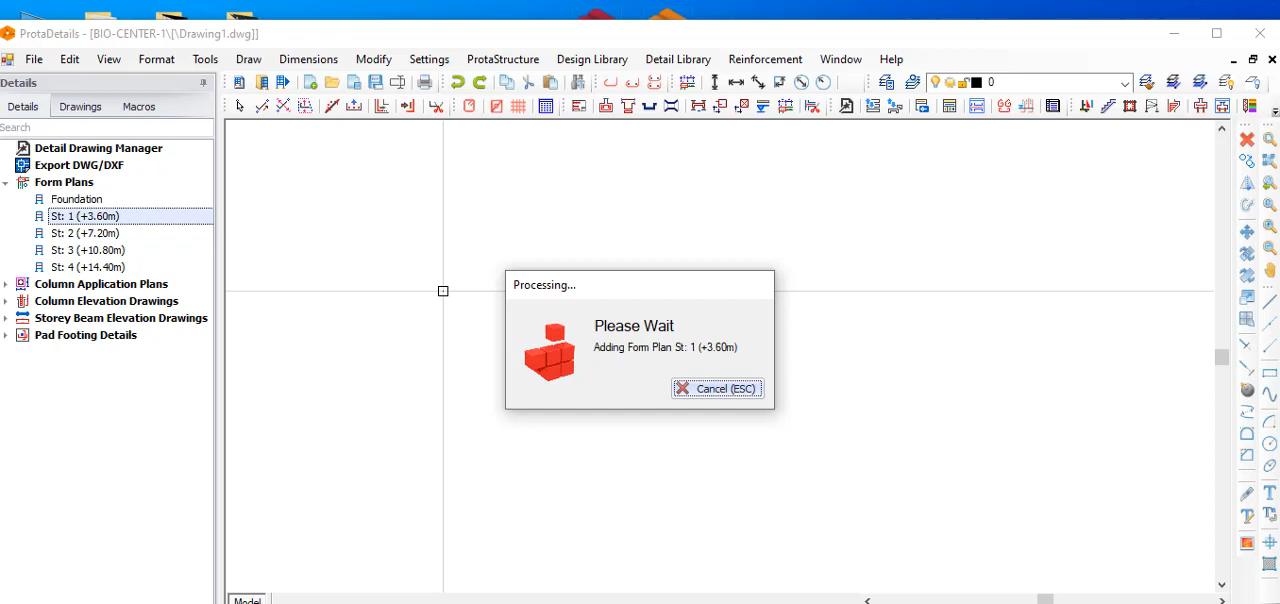 ProtaDetails - [BIO-CENTER-1\[\Drawing1.dwg]]
File Edit View Format Tools Draw Dimensions Modify Settings ProtaStructure Design Library Detail Library Reinforcement Window Help
Details
0
Details Drawings Macros
Search
Detail Drawing Manager
Export DWG/DXF
Form Plans
Foundation
St: 1 (+3.60m)
St: 2 (+7.20m)
St: 3 (+10.80m)
St: 4 (+14.40m)
Column Application Plans
Column Elevation Drawings
Storey Beam Elevation Drawings
Pad Footing Details
Processing...
Please Wait
Adding Form Plan St: 1 (+3.60m)
Cancel (ESC)
Model